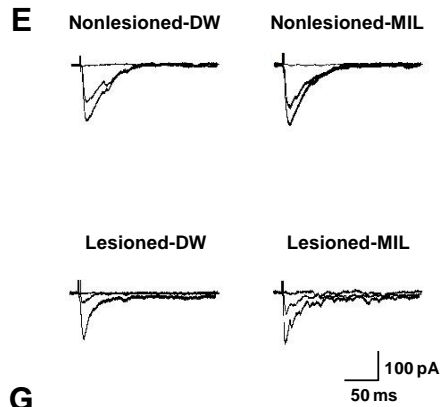 E
Nonlesioned-DW Nonlesioned-MIL
Lesioned-DW Lesioned-MIL
100 pA
50 ms
G